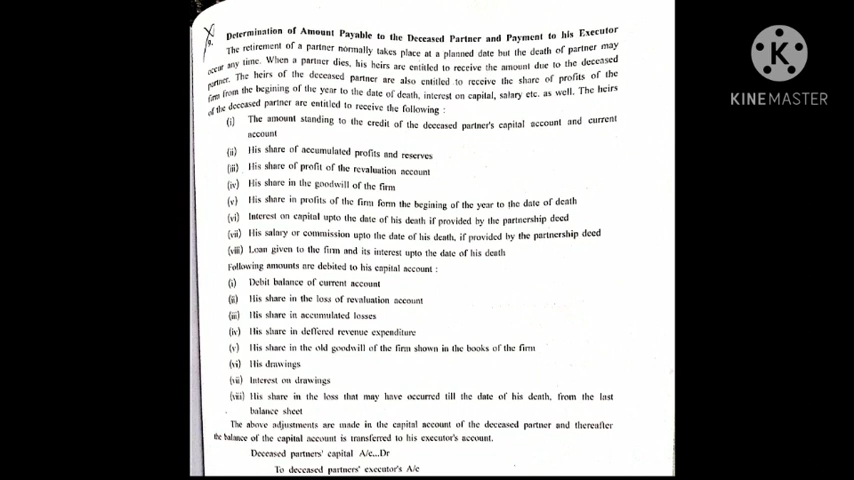 9.
Determination of Amount Payable to the Deceased Partner and Payment to his Executor
The retirement of a partner normally takes place at a planned date but the death of partner may
occur any time. When a partner dies, his heirs are entitled to receive the amount due to the deceased
partner. The heirs of the deceased partner are also entitled to receive the share of profits of the
firm from the begining of the year to the date of death, interest on capital, salary etc. as well. The heirs
of the deceased partner are entitled to receive the following :
(i) The amount standing to the credit of the deceased partner's capital account and current
account
(ii) His share of accumulated profits and reserves
(iii) His share of profit of the revaluation account
(iv) His share in the goodwill of the firm
(v) His share in profits of the firm form the begining of the year to the date of death
(vi) Interest on capital upto the date of his death if provided by the partnership deed
(vii) His salary or commission upto the date of his death, if provided by the partnership deed
(viii) Loan given to the firm and its interest upto the date of his death
Following amounts are debited to his capital account :
(i) Debit balance of current account
(ii) His share in the loss of revaluation account
(iii) His share in accumulated losses
(iv) His share in deffered revenue expenditure
(v) His share in the old goodwill of the firm shown in the books of the firm
(vi) His drawings
(vii) Interest on drawings
(viii) His share in the loss that may have occurred till the date of his death, from the last
balance sheet
The above adjustments are made in the capital account of the deceased partner and thereafter
the balance of the capital account is transferred to his executor's account.
Deceased partners' capital A/c...Dr
To deceased partners' executor's A/c
K
KINEMASTER